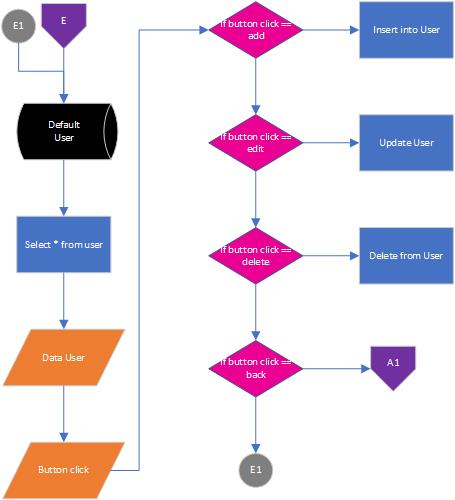 E1
E
Default
User
Select * from user
Data User
Button click
If button click ==
add
Insert into User
If button click ==
edit
Update User
If button click ==
delete
Delete from User
If button click ==
back
A1
E1